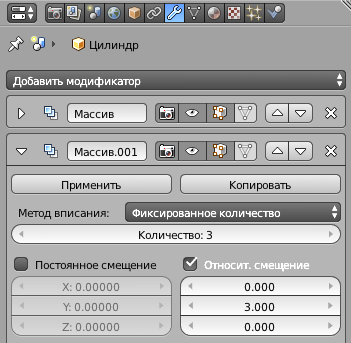 Цилиндр
Добавить модификатор
Массив
Массив.001
Применить Копировать
Метод вписания: Фиксированное количество
Количество: 3
Постоянное смещение Относит. смещение
X: 0.00000 0.000
Y: 0.00000 3.000
Z: 0.00000 0.000